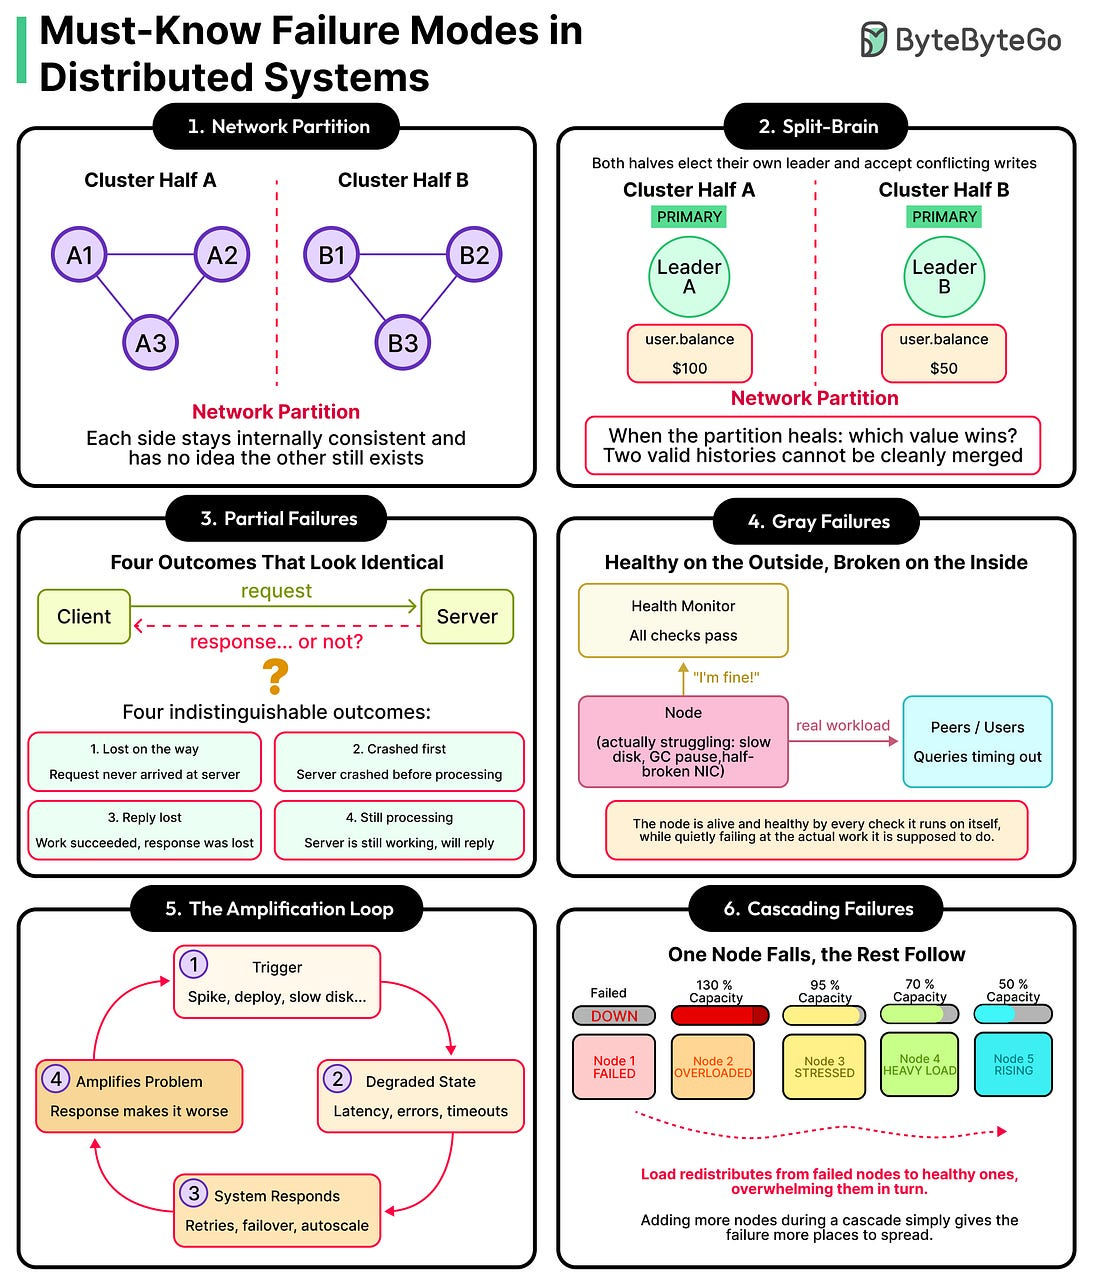 Must-Know Failure Modes in
Distributed Systems
ByteByteGo
1. Network Partition
Cluster Half A
Cluster Half B
A1
A2
A3
B1
B2
B3
Network Partition
Each side stays internally consistent and
has no idea the other still exists
2. Split-Brain
Both halves elect their own leader and accept conflicting writes
Cluster Half A
Cluster Half B
PRIMARY
PRIMARY
Leader
A
Leader
B
user.balance
$100
user.balance
$50
Network Partition
When the partition heals: which value wins?
Two valid histories cannot be cleanly merged
3. Partial Failures
Four Outcomes That Look Identical
Client
request
Server
response... or not?
?
Four indistinguishable outcomes:
1. Lost on the way
Request never arrived at server
2. Crashed first
Server crashed before processing
3. Reply lost
Work succeeded, response was lost
4. Still processing
Server is still working, will reply
4. Gray Failures
Healthy on the Outside, Broken on the Inside
Health Monitor
All checks pass
"I'm fine!"
Node
(actually struggling: slow
disk, GC pause,half-
broken NIC)
real workload
Peers / Users
Queries timing out
The node is alive and healthy by every check it runs on itself,
while quietly failing at the actual work it is supposed to do.
5. The Amplification Loop
1
Trigger
Spike, deploy, slow disk...
2
Degraded State
Latency, errors, timeouts
3
System Responds
Retries, failover, autoscale
4
Amplifies Problem
Response makes it worse
6. Cascading Failures
One Node Falls, the Rest Follow
Failed
DOWN
Node 1
FAILED
130 %
Capacity
Node 2
OVERLOADED
95 %
Capacity
Node 3
STRESSED
70 %
Capacity
Node 4
HEAVY LOAD
50 %
Capacity
Node 5
RISING
Load redistributes from failed nodes to healthy ones,
overwhelming them in turn.
Adding more nodes during a cascade simply gives the
failure more places to spread.